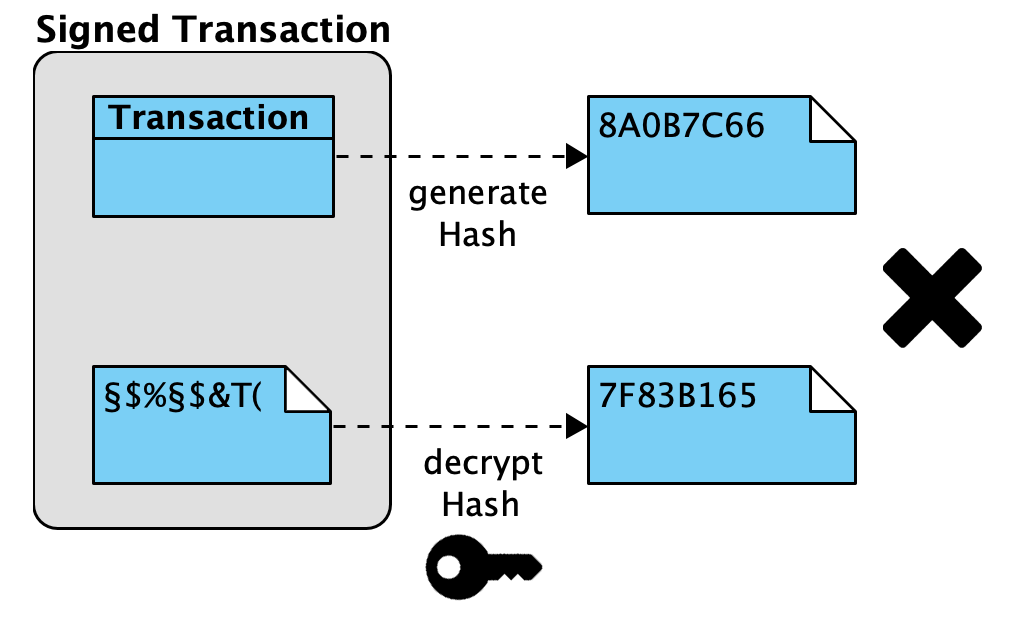 Signed Transaction
Transaction
8A0B7C66
generate
Hash
§$%§$&T(
7F83B165
decrypt
Hash